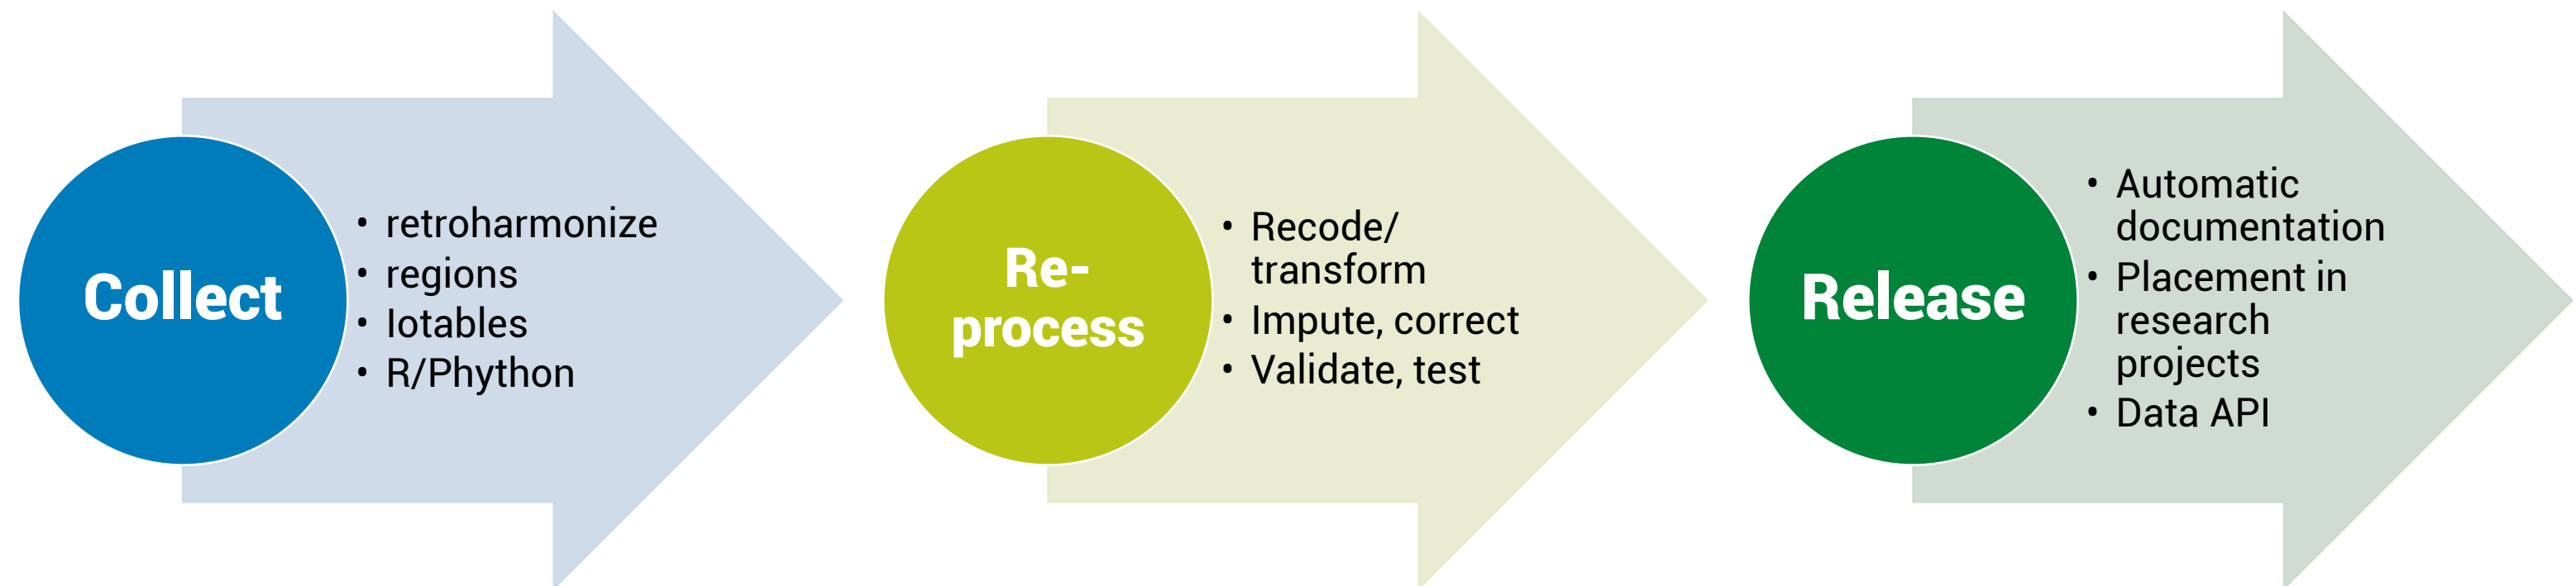 Collect
• retroharmonize
• regions
• Iotables
• R/Phython
Re-
process
• Recode/
transform
• Impute, correct
• Validate, test
Release
• Automatic
documentation
• Placement in
research
projects
• Data API